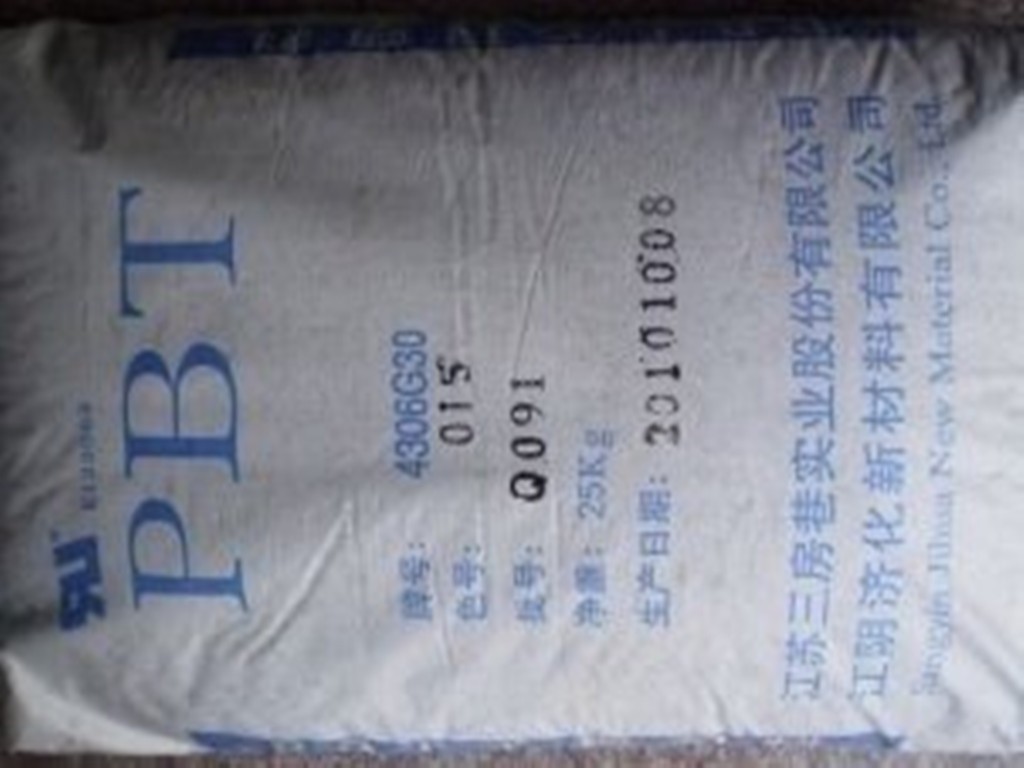 PBT
牌号: 4306G30
色号: 015
批号: Q091
净重: 25Kg
生产日期: 20101008
江苏三房巷实业股份有限公司
江阴济化新材料有限公司
Jiangyin Jihua New Material Co., Ltd.